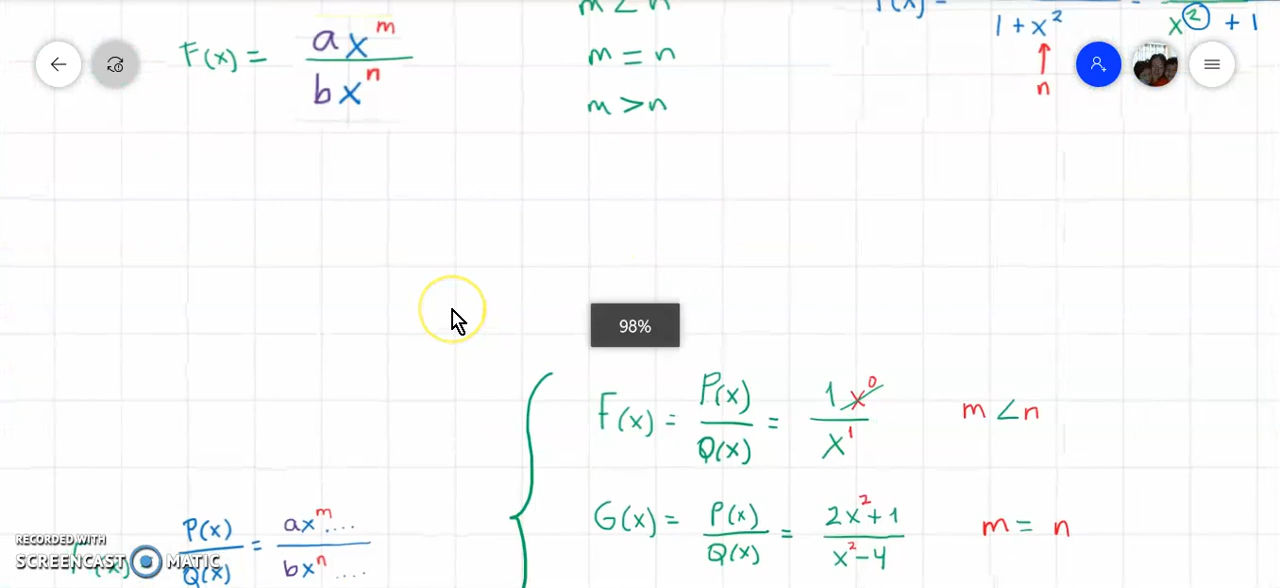 m < n
F(x) = ax^m / bx^n
m = n
m > n
1 + x²
x² + 1
n
98%
F(x) = P(x) / Q(x) = 1x⁰ / x¹
m < n
G(x) = P(x) / Q(x) = 2x² + 1 / x² - 4
m = n
P(x) / Q(x) = ax^m .... / bx^n ....
RECORDED WITH
SCREENCAST MATIC